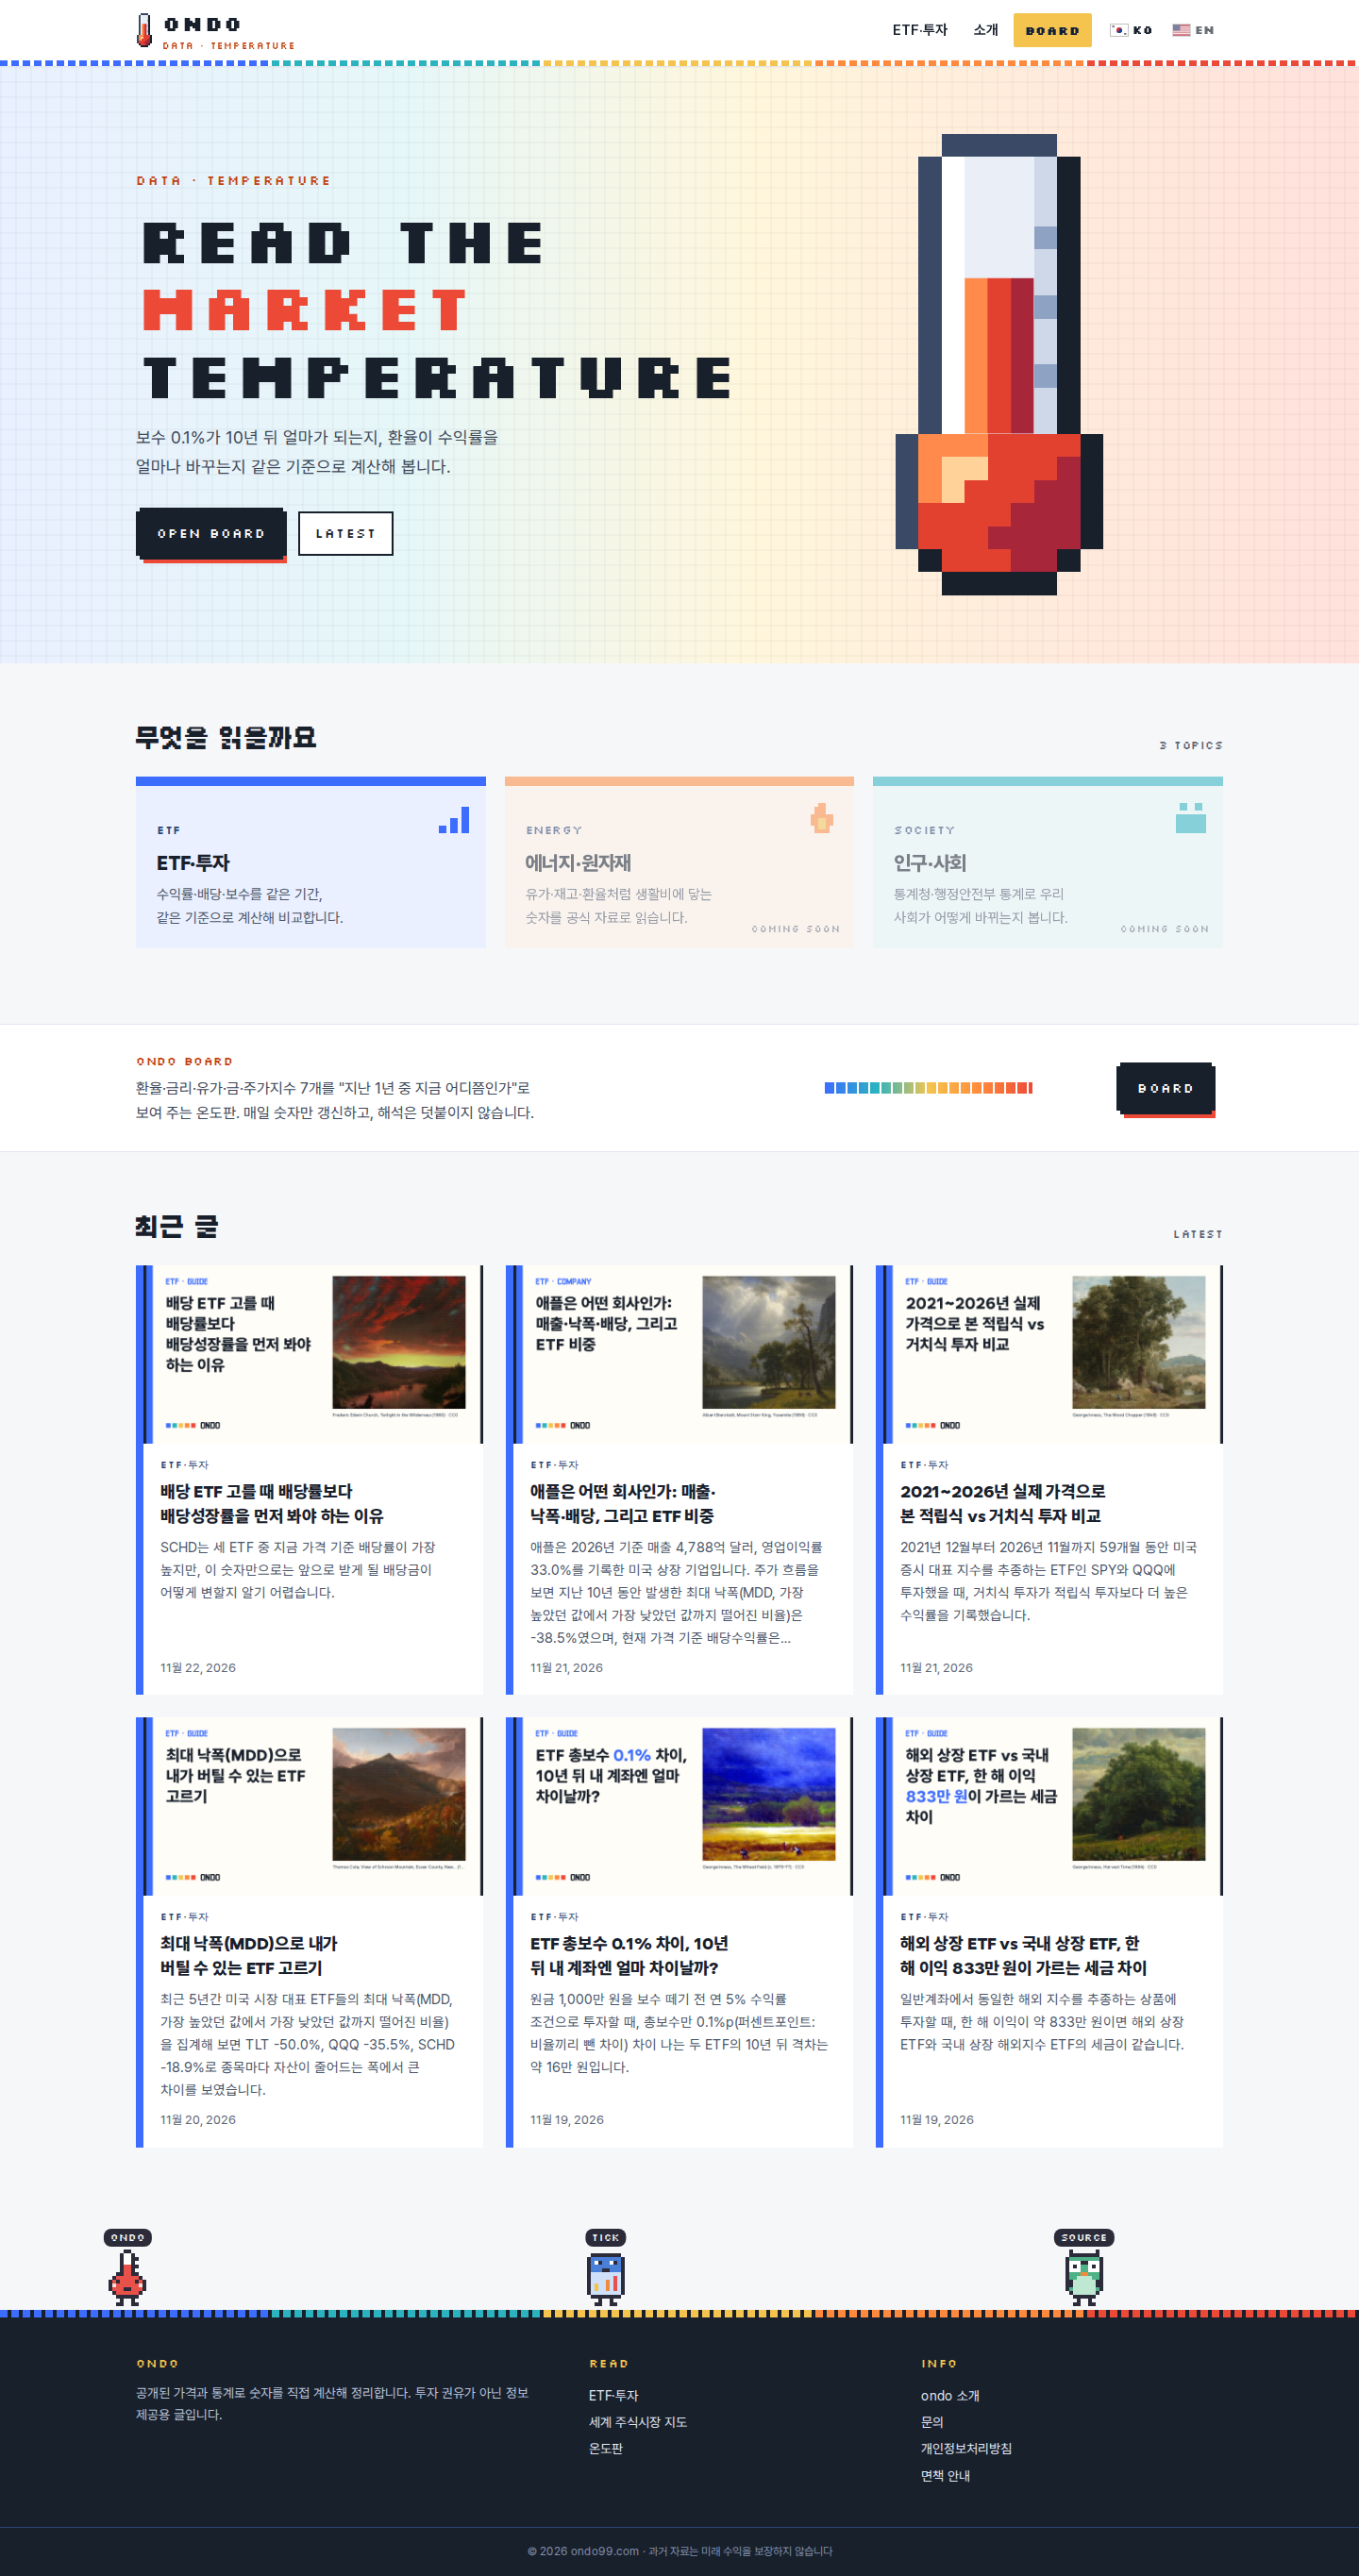 ONDO
DATA · TEMPERATURE
ETF·투자
소개
BOARD
KO
EN
DATA · TEMPERATURE
READ THE
MARKET
TEMPERATURE
보수 0.1%가 10년 뒤 얼마가 되는지, 환율이 수익률을
얼마나 바꾸는지 같은 기준으로 계산해 봅니다.
OPEN BOARD
LATEST
무엇을 읽을까요
3 TOPICS
ETF
ETF·투자
수익률·배당·보수를 같은 기간,
같은 기준으로 계산해 비교합니다.
ENERGY
에너지·원자재
유가·재고·환율처럼 생활비에 닿는
숫자를 공식 자료로 읽습니다.
COMING SOON
SOCIETY
인구·사회
통계청·행정안전부 통계로 우리
사회가 어떻게 바뀌는지 봅니다.
COMING SOON
ONDO BOARD
환율·금리·유가·금·주가지수 7개를 "지난 1년 중 지금 어디쯤인가"로
보여 주는 온도판. 매일 숫자만 갱신하고, 해석은 덧붙이지 않습니다.
BOARD
최근 글
LATEST
ETF · GUIDE
배당 ETF 고를 때
배당률보다
배당성장률을 먼저 봐야
하는 이유
ONDO
ETF·투자
배당 ETF 고를 때 배당률보다
배당성장률을 먼저 봐야 하는 이유
SCHD는 세 ETF 중 지금 가격 기준 배당률이 가장
높지만, 이 숫자만으로는 앞으로 받게 될 배당금이
어떻게 변할지 알기 어렵습니다.
11월 22, 2026
ETF · COMPANY
애플은 어떤 회사인가:
매출·낙폭·배당, 그리고
ETF 비중
ONDO
ETF·투자
애플은 어떤 회사인가: 매출·
낙폭·배당, 그리고 ETF 비중
애플은 2026년 기준 매출 4,788억 달러, 영업이익률
33.0%를 기록한 미국 상장 기업입니다. 주가 흐름을
보면 지난 10년 동안 발생한 최대 낙폭(MDD, 가장
높았던 값에서 가장 낮았던 값까지 떨어진 비율)은
-38.5%였으며, 현재 가격 기준 배당수익률은...
11월 21, 2026
ETF · GUIDE
2021~2026년 실제
가격으로 본 적립식 vs
거치식 투자 비교
ONDO
ETF·투자
2021~2026년 실제 가격으로
본 적립식 vs 거치식 투자 비교
2021년 12월부터 2026년 11월까지 59개월 동안 미국
증시 대표 지수를 추종하는 ETF인 SPY와 QQQ에
투자했을 때, 거치식 투자가 적립식 투자보다 더 높은
수익률을 기록했습니다.
11월 21, 2026
ETF · GUIDE
최대 낙폭(MDD)으로
내가 버틸 수 있는 ETF
고르기
ONDO
ETF·투자
최대 낙폭(MDD)으로 내가
버틸 수 있는 ETF 고르기
최근 5년간 미국 시장 대표 ETF들의 최대 낙폭(MDD,
가장 높았던 값에서 가장 낮았던 값까지 떨어진 비율)
을 집계해 보면 TLT -50.0%, QQQ -35.5%, SCHD
-18.9%로 종목마다 자산이 줄어드는 폭에서 큰
차이를 보였습니다.
11월 20, 2026
ETF · GUIDE
ETF 총보수 0.1% 차이,
10년 뒤 내 계좌엔 얼마
차이날까?
ONDO
ETF·투자
ETF 총보수 0.1% 차이, 10년
뒤 내 계좌엔 얼마 차이날까?
원금 1,000만 원을 보수 떼기 전 연 5% 수익률
조건으로 투자할 때, 총보수만 0.1%p(퍼센트포인트:
비율끼리 뺀 차이) 차이 나는 두 ETF의 10년 뒤 격차는
약 16만 원입니다.
11월 19, 2026
ETF · GUIDE
해외 상장 ETF vs 국내
상장 ETF, 한 해 이익
833만 원이 가르는 세금
차이
ONDO
ETF·투자
해외 상장 ETF vs 국내 상장 ETF, 한
해 이익 833만 원이 가르는 세금 차이
일반계좌에서 동일한 해외 지수를 추종하는 상품에
투자할 때, 한 해 이익이 약 833만 원이면 해외 상장
ETF와 국내 상장 해외지수 ETF의 세금이 같습니다.
11월 19, 2026
ONDO
TICK
SOURCE
ONDO
공개된 가격과 통계로 숫자를 직접 계산해 정리합니다. 투자 권유가 아닌 정보
제공용 글입니다.
READ
ETF·투자
세계 주식시장 지도
온도판
INFO
ondo 소개
문의
개인정보처리방침
면책 안내
© 2026 ondo99.com · 과거 자료는 미래 수익을 보장하지 않습니다